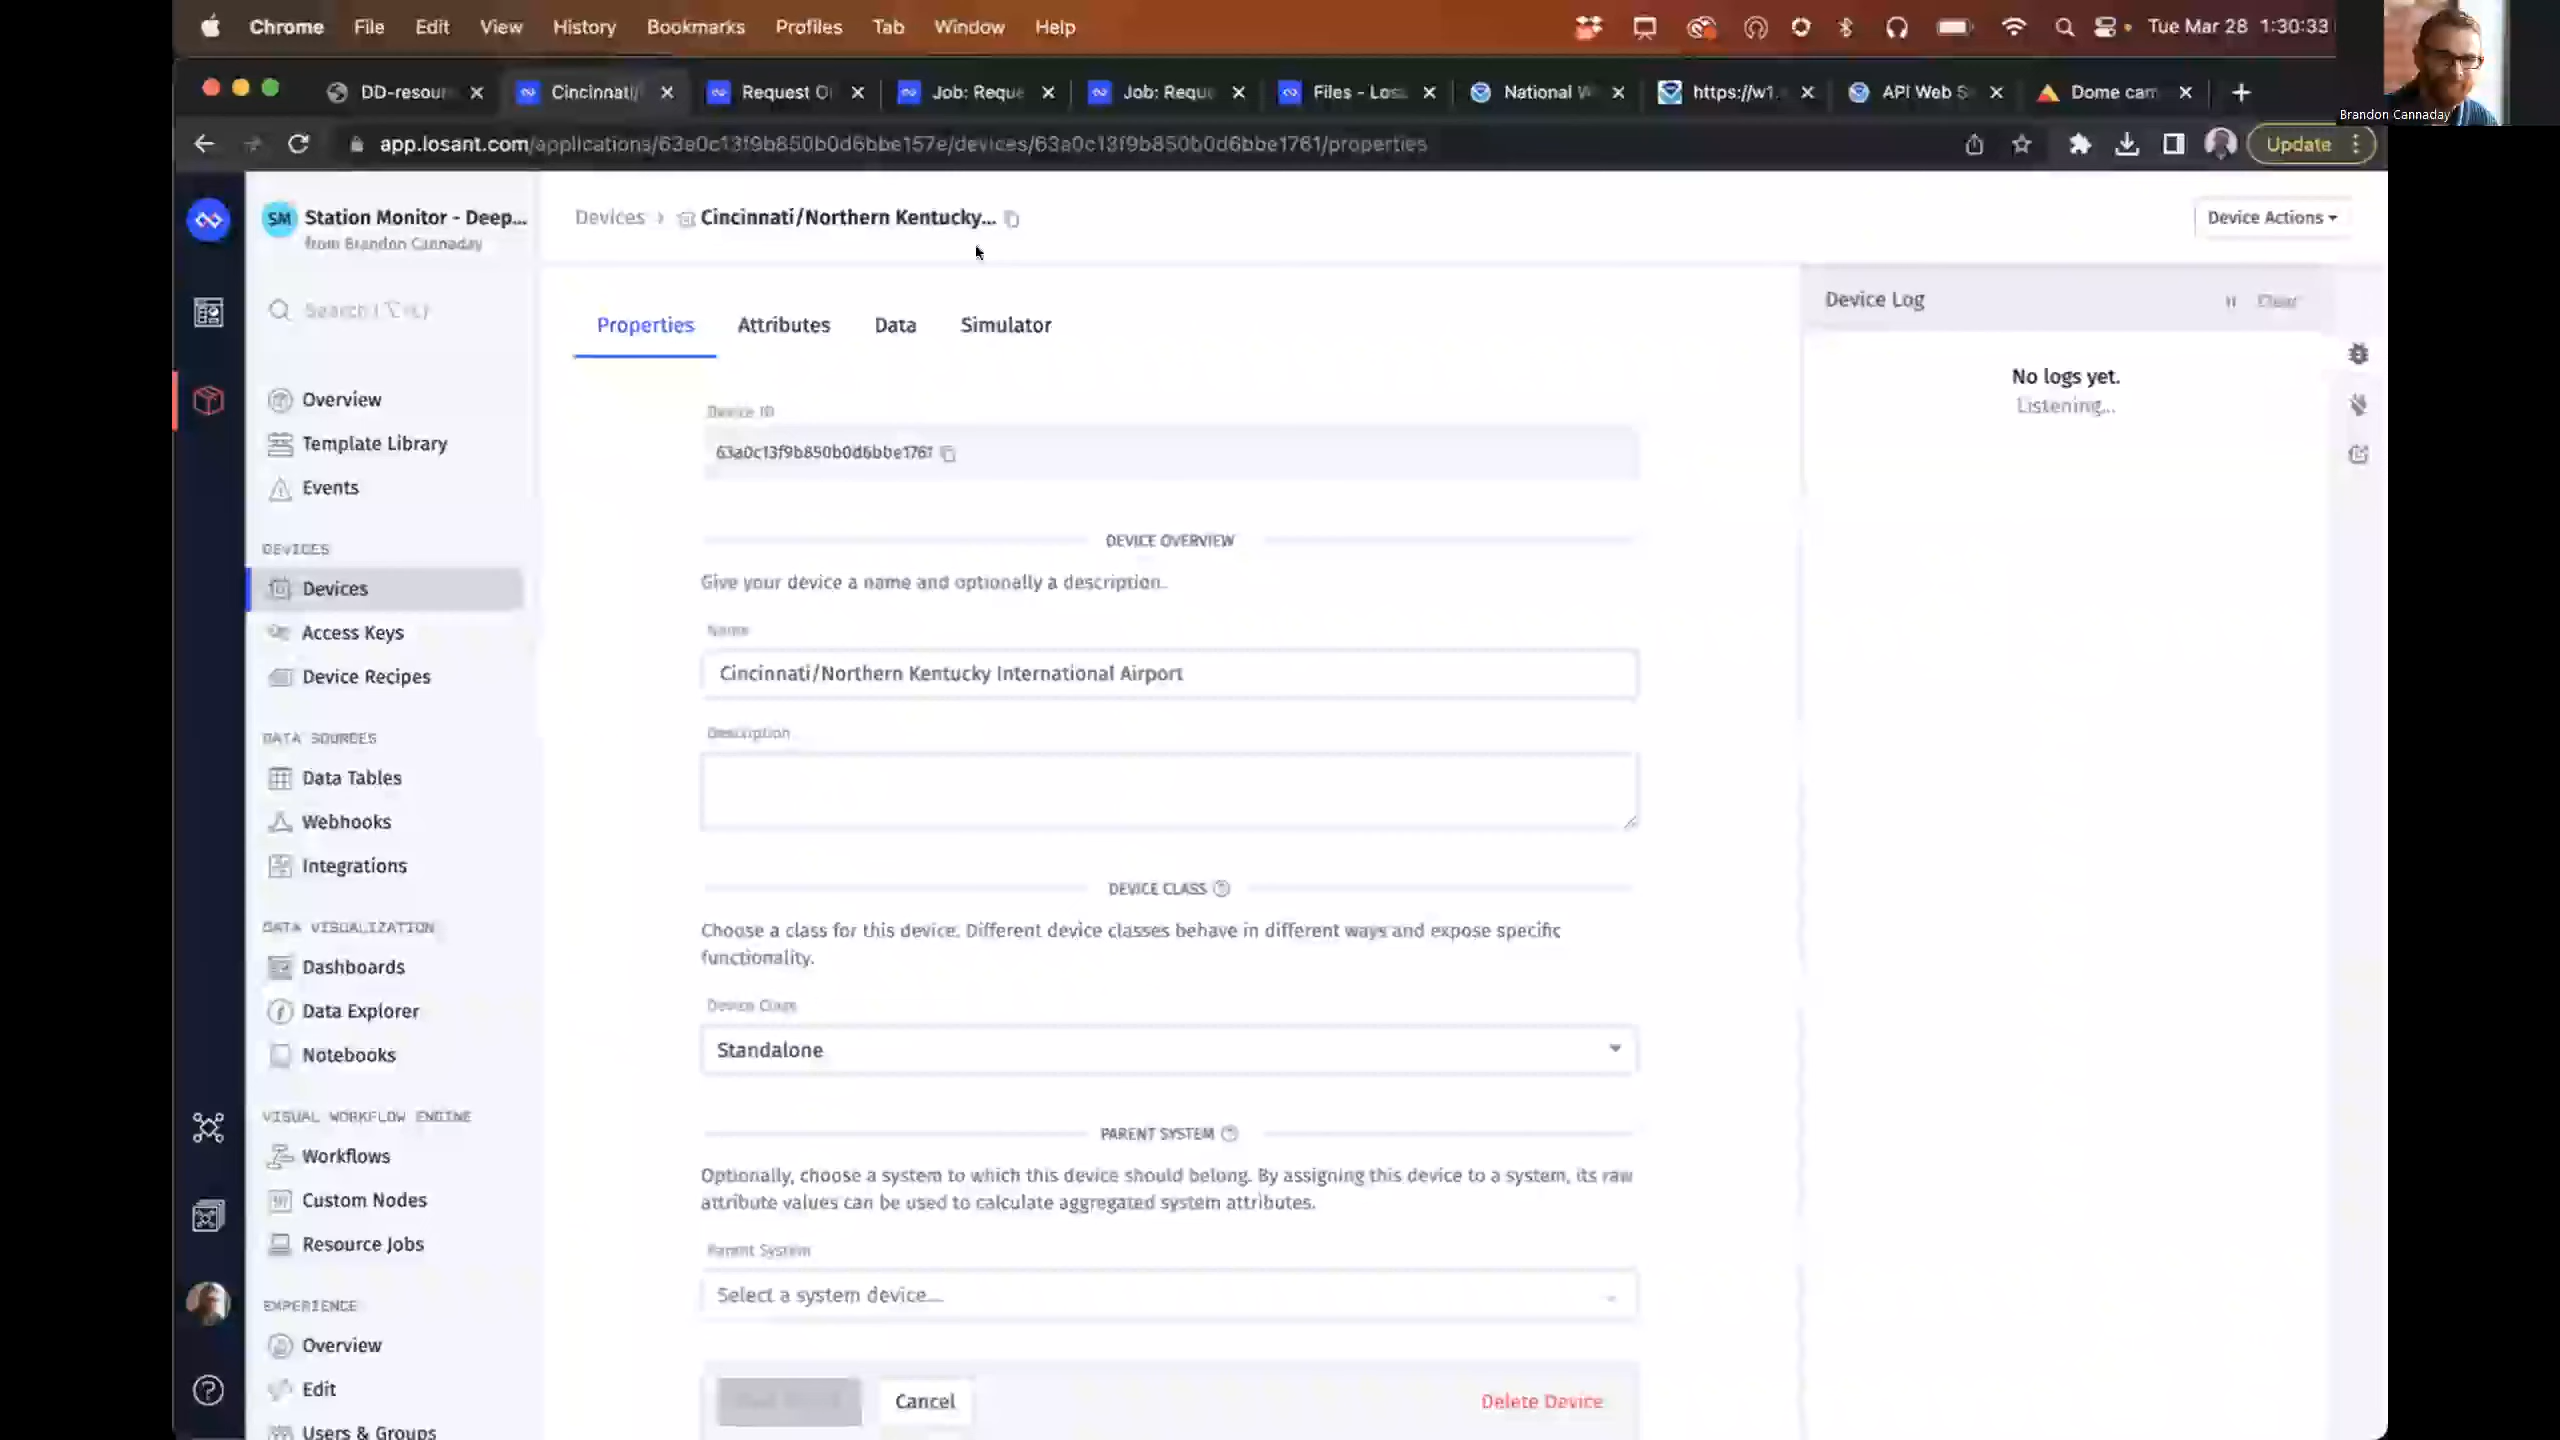 Chrome File Edit View History Bookmarks Profiles Tab Window Help Tue Mar 28 1:30:33
DD-resour Cincinnati/ Request O Job: Reque Job: Requ Files - Los National W https://w1. API Web S Dome cam
Brandon Cannaday
app.losant.com/applications/63a0c13f9b850b0d6bbe157e/devices/63a0c13f9b850b0d6bbe1761/properties Update
SM Station Monitor - Deep...
from Brandon Cannaday
Devices › Cincinnati/Northern Kentucky... Device Actions
Search
Properties Attributes Data Simulator
Device Log Clear
No logs yet.
Listening...
Overview
Template Library
Events
DEVICES
Devices
Access Keys
Device Recipes
DATA SOURCES
Data Tables
Webhooks
Integrations
DATA VISUALIZATION
Dashboards
Data Explorer
Notebooks
VISUAL WORKFLOW ENGINE
Workflows
Custom Nodes
Resource Jobs
EXPERIENCE
Overview
Edit
Users & Groups
Device ID
63a0c13f9b850b0d6bbe1761
DEVICE OVERVIEW
Give your device a name and optionally a description.
Name
Cincinnati/Northern Kentucky International Airport
Description
DEVICE CLASS
Choose a class for this device. Different device classes behave in different ways and expose specific
functionality.
Device Class
Standalone
PARENT SYSTEM
Optionally, choose a system to which this device should belong. By assigning this device to a system, its raw
attribute values can be used to calculate aggregated system attributes.
Parent System
Select a system device...
Cancel Delete Device